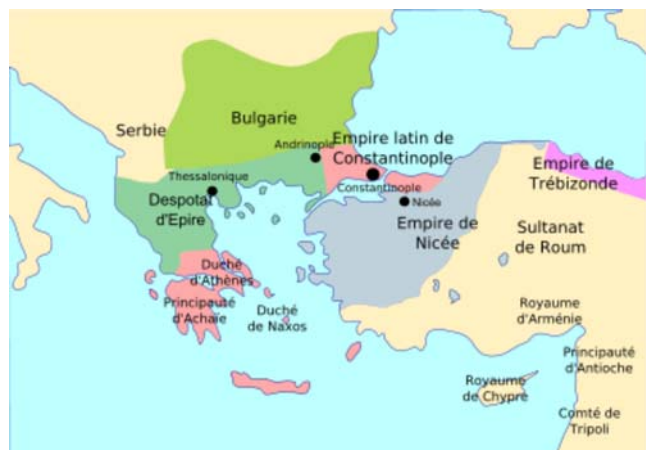 Serbie
Bulgarie
Andrinople
Empire latin de
Constantinople
Thessalonique
Constantinople
Nicée
Despotat
d'Epire
Empire de
Nicée
Empire de
Trébizonde
Sultanat
de Roum
Duché
d'Athènes
Principauté
d'Achaïe
Duché
de Naxos
Royaume
d'Arménie
Principauté
d'Antioche
Royaume
de Chypre
Comté de
Tripoli